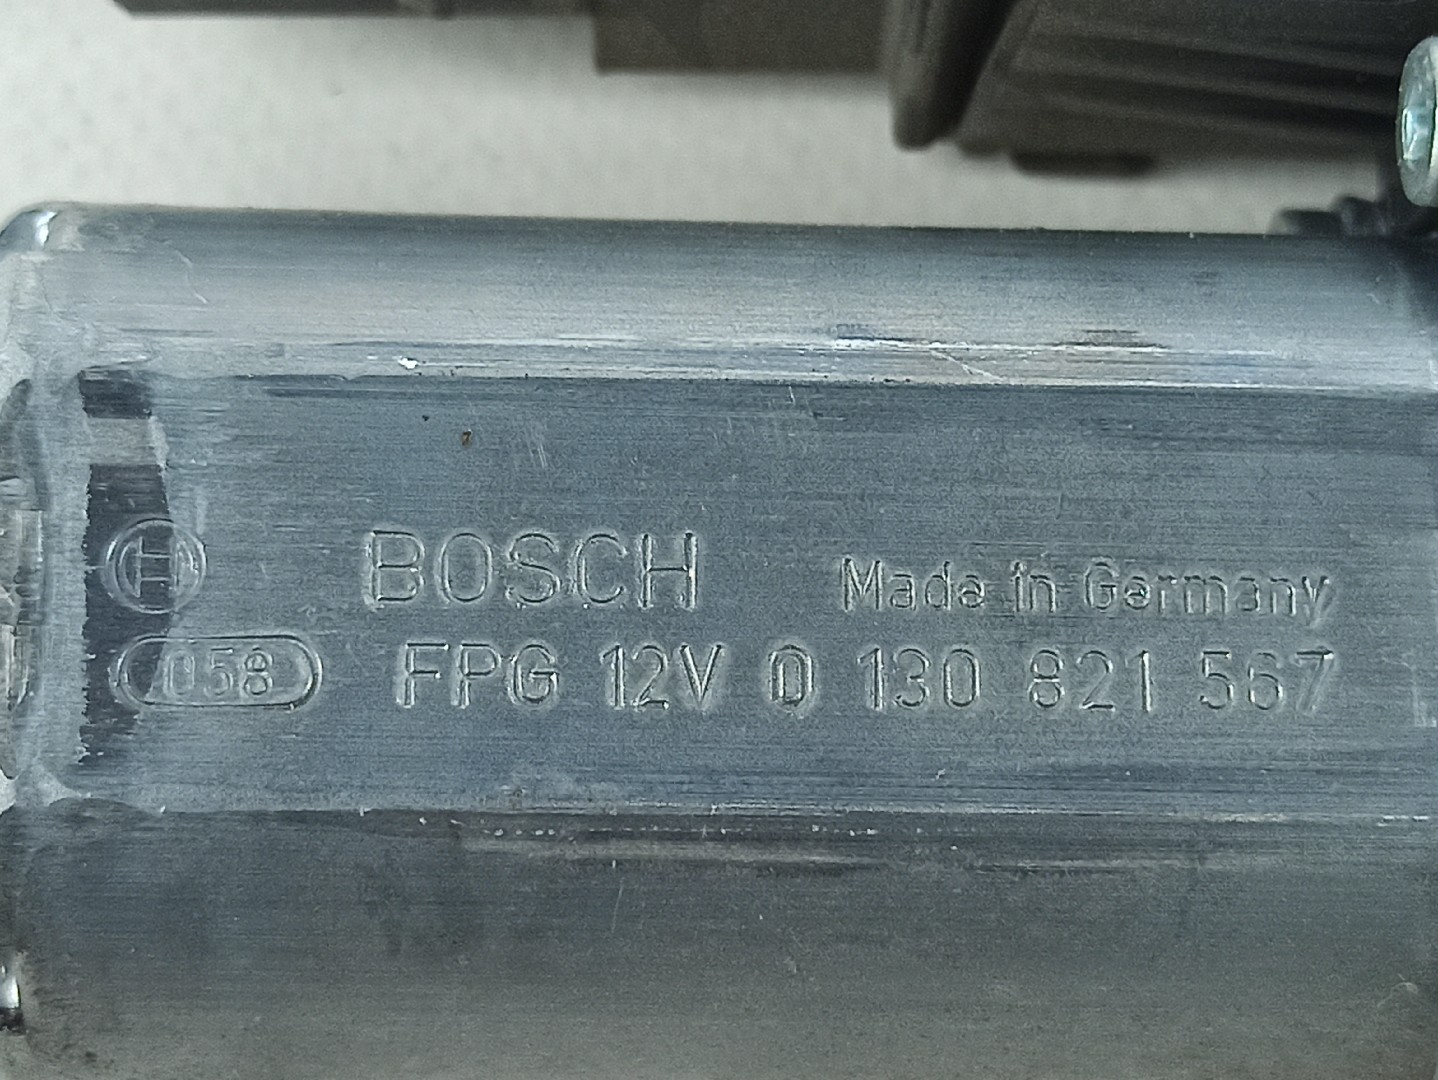 BOSCH Made in Germany
058 FPG 12V 0 130 821 567